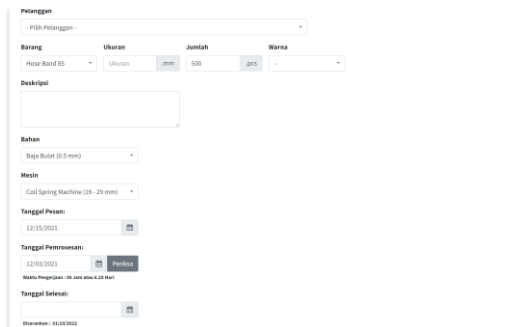 Pelanggan
- Pilih Pelanggan -
Barang Ukuran Jumlah Warna
Hose Band 85 Ukuran .mm 500 .pcs -
Deskripsi
Bahan
Baja Bulat (0.5 mm)
Mesin
Coil Spring Machine (19 - 29 mm)
Tanggal Pesan:
12/15/2021
Tanggal Pemrosesan:
12/03/2021 Periksa
Waktu Pengerjaan : 50 Jam atau 6.25 Hari
Tanggal Selesai:
Disarankan : 01/10/2022